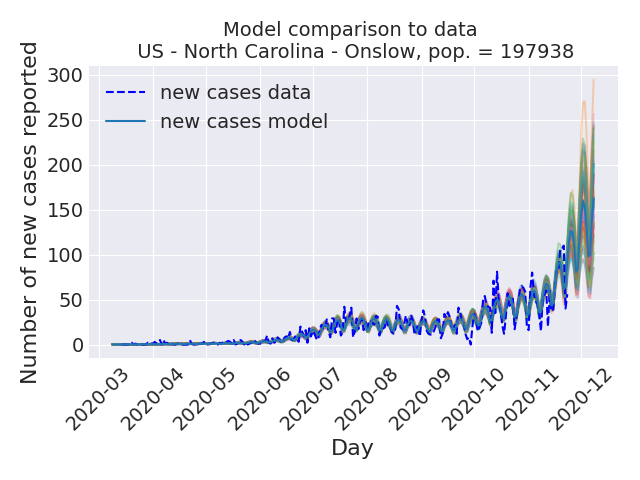 Model comparison to data
US - North Carolina - Onslow, pop. = 197938
Number of new cases reported
300
250
200
150
100
50
0
new cases data
new cases model
2020-03
2020-04
2020-05
2020-06
2020-07
2020-08
2020-09
2020-10
2020-11
2020-12
Day